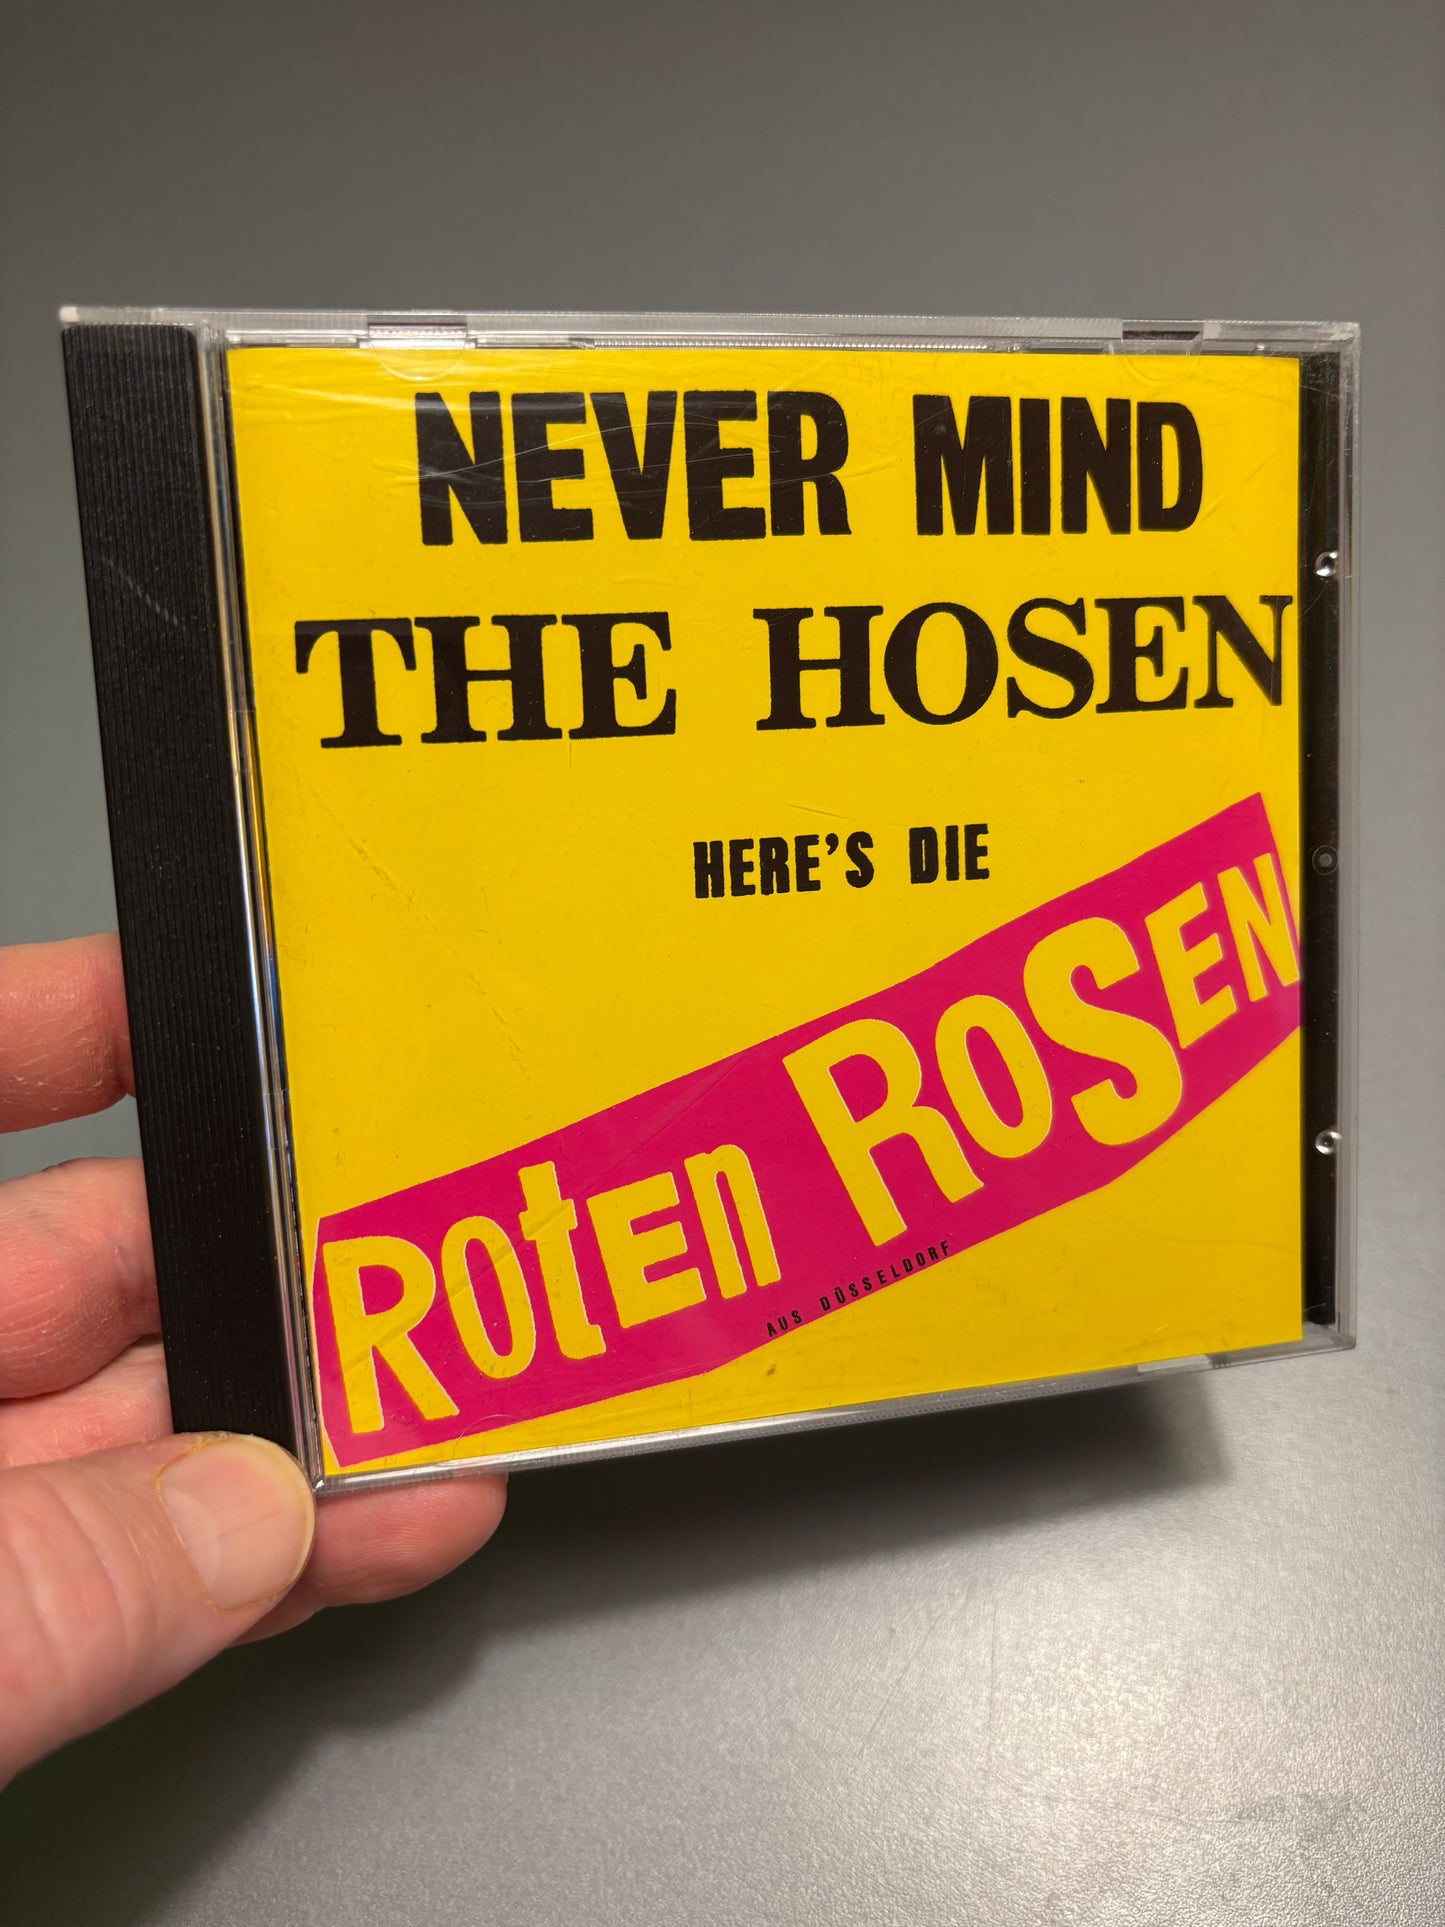 NEVER MIND
THE HOSEN
HERE'S DIE
ROtEn ROSEN
AUS DÜSSELDORF